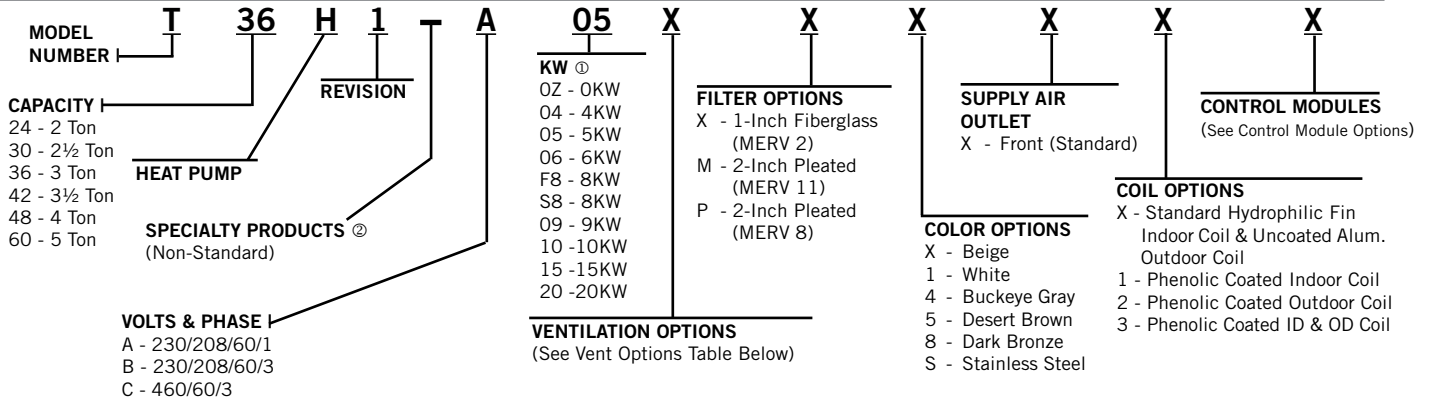 T 36 H 1 – A 05 X X X X X X
MODEL
NUMBER
CAPACITY
24 - 2 Ton
30 - 2½ Ton
36 - 3 Ton
42 - 3½ Ton
48 - 4 Ton
60 - 5 Ton
HEAT PUMP
REVISION
SPECIALTY PRODUCTS ②
(Non-Standard)
VOLTS & PHASE
A - 230/208/60/1
B - 230/208/60/3
C - 460/60/3
KW ①
0Z - 0KW
04 - 4KW
05 - 5KW
06 - 6KW
F8 - 8KW
S8 - 8KW
09 - 9KW
10 -10KW
15 -15KW
20 -20KW
VENTILATION OPTIONS
(See Vent Options Table Below)
FILTER OPTIONS
X - 1-Inch Fiberglass
(MERV 2)
M - 2-Inch Pleated
(MERV 11)
P - 2-Inch Pleated
(MERV 8)
COLOR OPTIONS
X - Beige
1 - White
4 - Buckeye Gray
5 - Desert Brown
8 - Dark Bronze
S - Stainless Steel
SUPPLY AIR
OUTLET
X - Front (Standard)
COIL OPTIONS
X - Standard Hydrophilic Fin
Indoor Coil & Uncoated Alum.
Outdoor Coil
1 - Phenolic Coated Indoor Coil
2 - Phenolic Coated Outdoor Coil
3 - Phenolic Coated ID & OD Coil
CONTROL MODULES
(See Control Module Options)